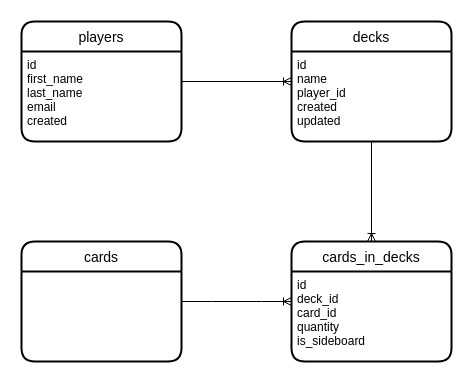 players
id
first_name
last_name
email
created
decks
id
name
player_id
created
updated
cards
cards_in_decks
id
deck_id
card_id
quantity
is_sideboard